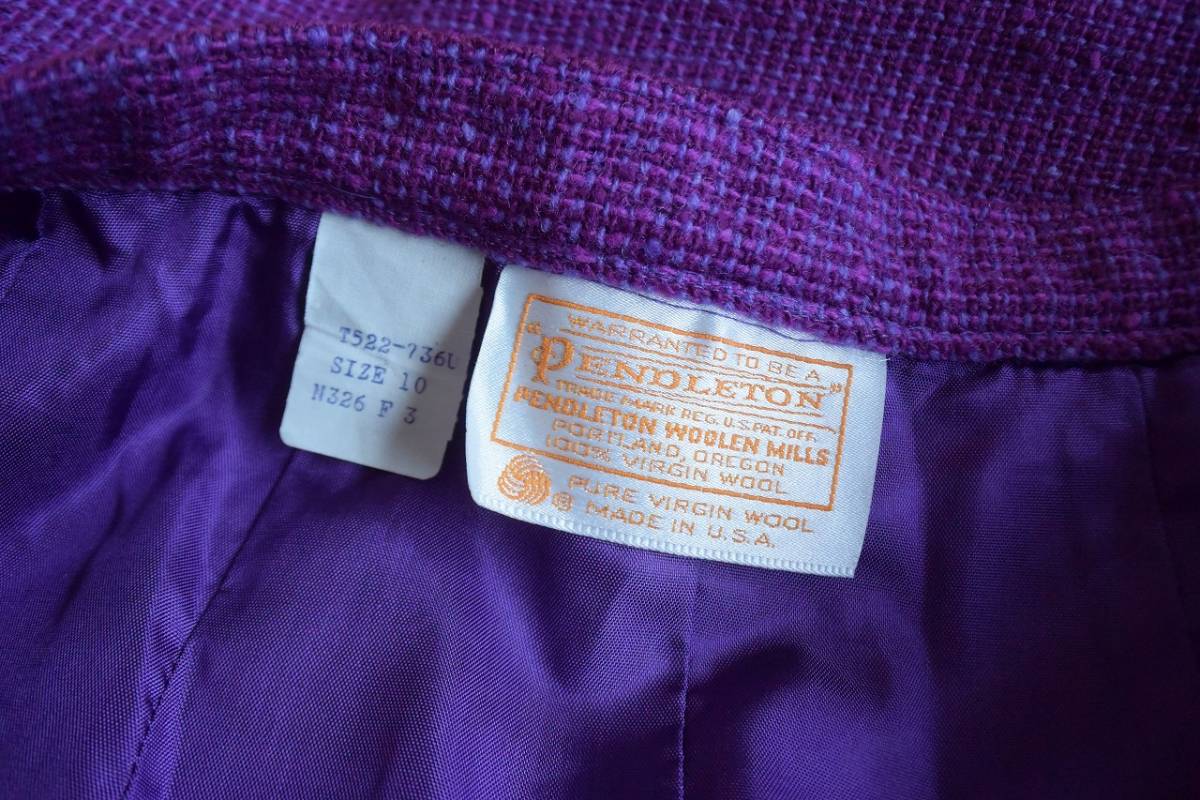 T522-736U
SIZE 10
N326 F 3
WARRANTED TO BE A
"PENDLETON"
TRADE MARK REG. U.S. PAT. OFF.
PENDLETON WOOLEN MILLS
PORTLAND, OREGON
100% VIRGIN WOOL
® PURE VIRGIN WOOL
MADE IN U.S.A.